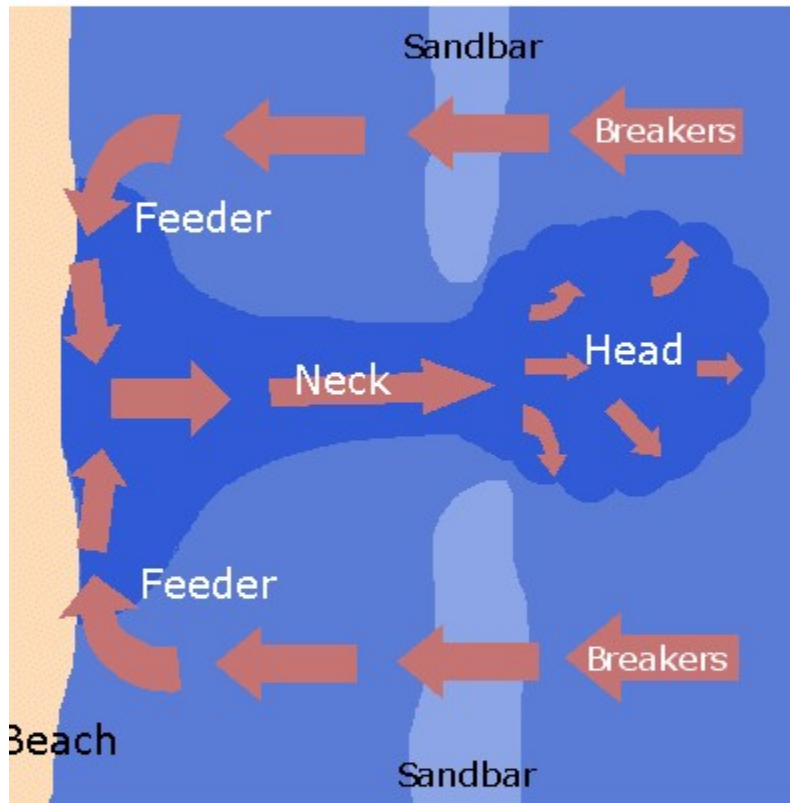 Sandbar
Breakers
Feeder
Head
Neck
Feeder
Breakers
Beach
Sandbar